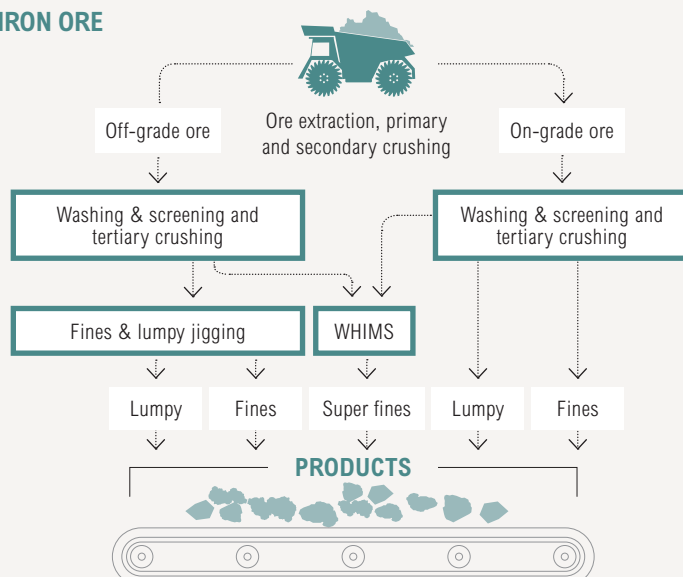 IRON ORE
Ore extraction, primary
and secondary crushing
Off-grade ore
On-grade ore
Washing & screening and
tertiary crushing
Washing & screening and
tertiary crushing
Fines & lumpy jigging
WHIMS
Lumpy
Fines
Super fines
Lumpy
Fines
PRODUCTS